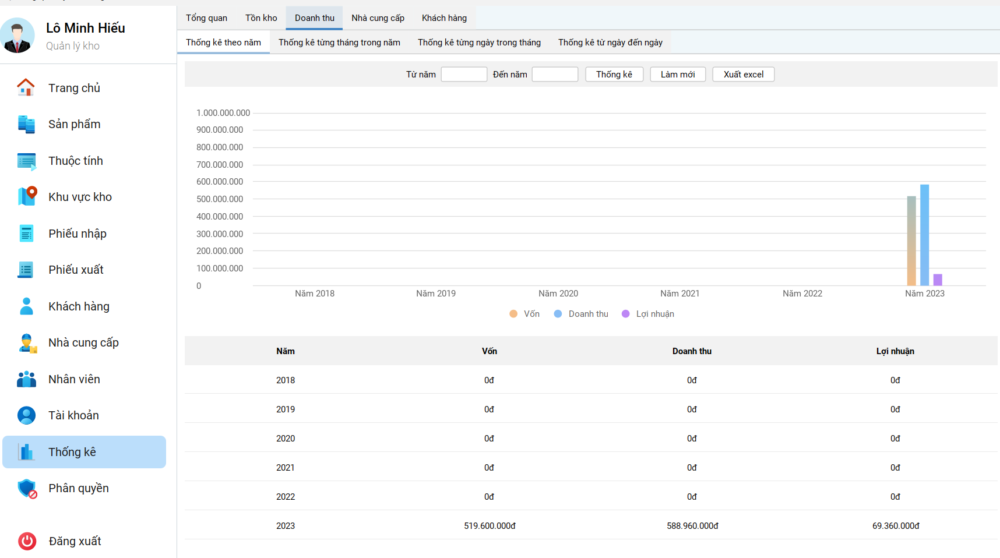 Lô Minh Hiếu
Quản lý kho
Trang chủ
Sản phẩm
Thuộc tính
Khu vực kho
Phiếu nhập
Phiếu xuất
Khách hàng
Nhà cung cấp
Nhân viên
Tài khoản
Thống kê
Phân quyền
Đăng xuất
Tổng quan Tồn kho Doanh thu Nhà cung cấp Khách hàng
Thống kê theo năm Thống kê từng tháng trong năm Thống kê từng ngày trong tháng Thống kê từ ngày đến ngày
Từ năm Đến năm Thống kê Làm mới Xuất excel
1.000.000.000
900.000.000
800.000.000
700.000.000
600.000.000
500.000.000
400.000.000
300.000.000
200.000.000
100.000.000
0
Năm 2018 Năm 2019 Năm 2020 Năm 2021 Năm 2022 Năm 2023
Vốn Doanh thu Lợi nhuận
Năm Vốn Doanh thu Lợi nhuận
2018 0đ 0đ 0đ
2019 0đ 0đ 0đ
2020 0đ 0đ 0đ
2021 0đ 0đ 0đ
2022 0đ 0đ 0đ
2023 519.600.000đ 588.960.000đ 69.360.000đ